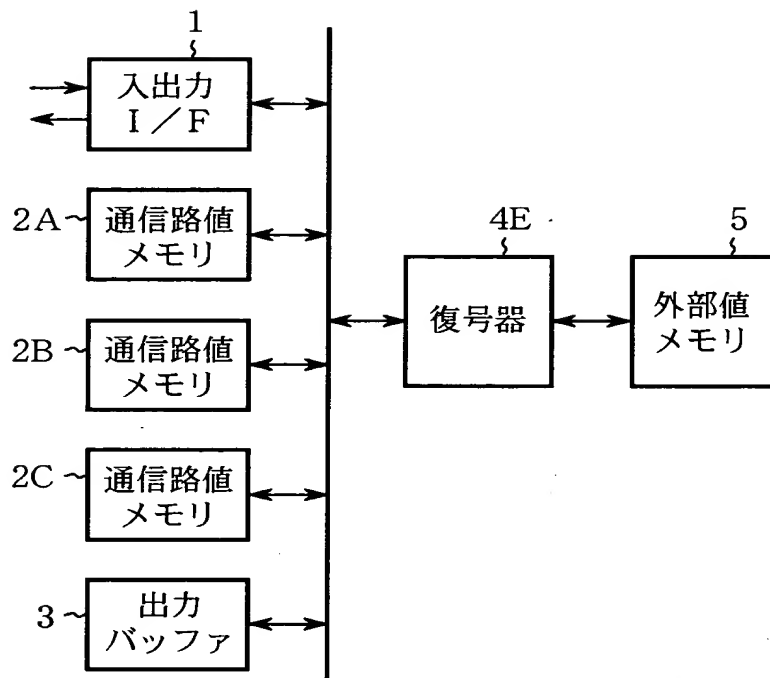 1
入出力
I/F
2A
通信路値
メモリ
4E
復号器
5
外部値
メモリ
2B
通信路値
メモリ
2C
通信路値
メモリ
3
出力
バッファ